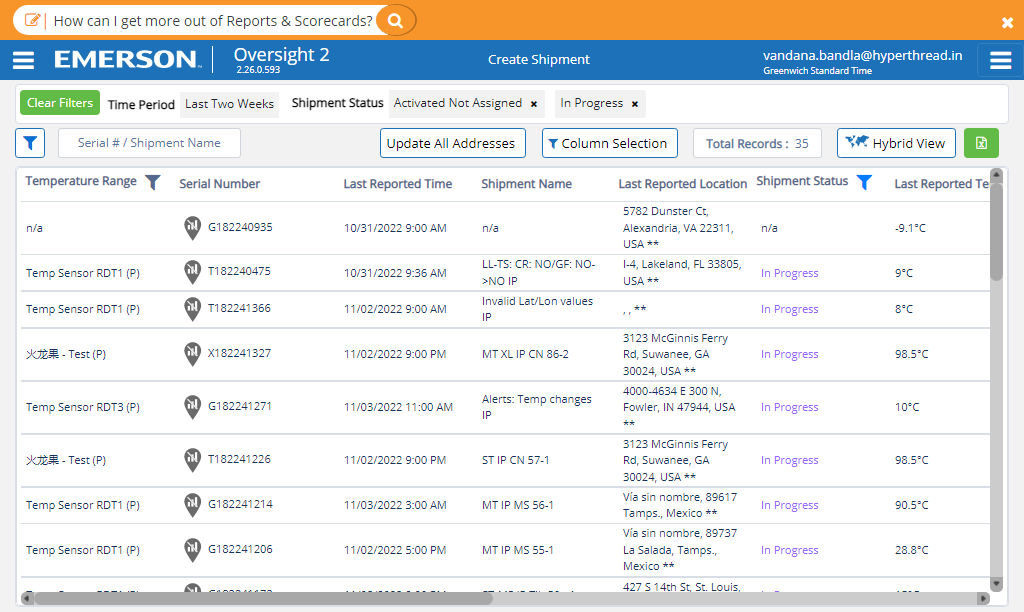 How can I get more out of Reports & Scorecards?
EMERSON
Oversight 2
2.26.0.593
Create Shipment
vandana.bandla@hyperthread.in
Greenwich Standard Time
Clear Filters Time Period Last Two Weeks Shipment Status Activated Not Assigned × In Progress ×
Serial # / Shipment Name Update All Addresses Column Selection Total Records : 35 Hybrid View
Temperature Range Serial Number Last Reported Time Shipment Name Last Reported Location Shipment Status Last Reported Te
5782 Dunster Ct,
n/a G182240935 10/31/2022 9:00 AM n/a Alexandria, VA 22311, n/a -9.1°C
USA **
Temp Sensor RDT1 (P) T182240475 10/31/2022 9:36 AM LL-TS: CR: NO/GF: NO- I-4, Lakeland, FL 33805, In Progress 9°C
>NO IP USA **
Temp Sensor RDT1 (P) T182241366 11/02/2022 9:00 AM Invalid Lat/Lon values , , ** In Progress 8°C
IP
3123 McGinnis Ferry
火龙果 - Test (P) X182241327 11/02/2022 9:00 PM MT XL IP CN 86-2 Rd, Suwanee, GA In Progress 98.5°C
30024, USA **
4000-4634 E 300 N,
Temp Sensor RDT3 (P) G182241271 11/03/2022 11:00 AM Alerts: Temp changes Fowler, IN 47944, USA In Progress 10°C
IP **
3123 McGinnis Ferry
火龙果 - Test (P) T182241226 11/02/2022 9:00 PM ST IP CN 57-1 Rd, Suwanee, GA In Progress 98.5°C
30024, USA **
Temp Sensor RDT1 (P) G182241214 11/03/2022 3:00 AM MT IP MS 56-1 Vía sin nombre, 89617 In Progress 90.5°C
Tamps., Mexico **
Vía sin nombre, 89737
Temp Sensor RDT1 (P) G182241206 11/02/2022 5:00 PM MT IP MS 55-1 La Salada, Tamps., In Progress 28.8°C
Mexico **
427 S 14th St, St. Louis,